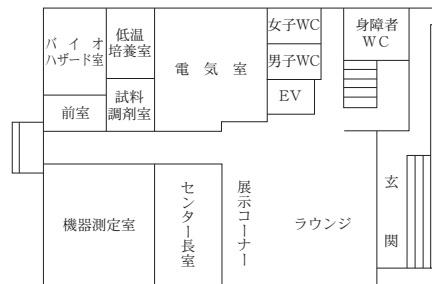 バイオ
ハザード室
低温
培養室
電気室
女子WC
男子WC
EV
身障者
WC
前室
試料
調剤室
機器測定室
センター長室
展示コーナー
ラウンジ
玄関